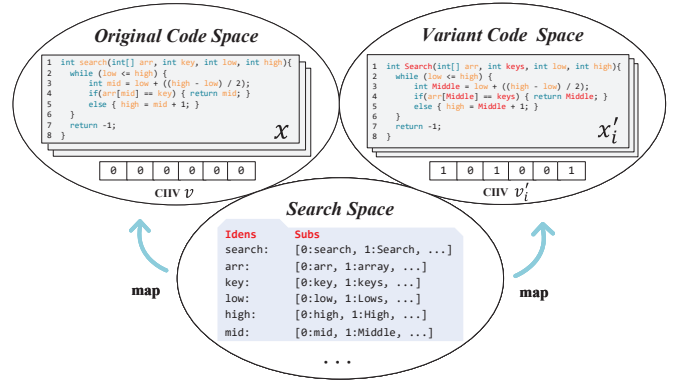 Original Code Space
1 int search(int[] arr, int key, int low, int high){
2 while (low <= high) {
3 int mid = low + ((high - low) / 2);
4 if(arr[mid] == key) { return mid; }
5 else { high = mid + 1; }
6 }
7 return -1;
8 }
x
0 0 0 0 0 0
CIIV v
Variant Code Space
1 int Search(int[] arr, int keys, int low, int high){
2 while (low <= high) {
3 int Middle = low + ((high - low) / 2);
4 if(arr[Middle] == keys) { return Middle; }
5 else { high = Middle + 1; }
6 }
7 return -1;
8 }
x′i
1 0 1 0 0 1
CIIV v′i
Search Space
Idens Subs
search: [0:search, 1:Search, ...]
arr: [0:arr, 1:array, ...]
key: [0:key, 1:keys, ...]
low: [0:low, 1:Lows, ...]
high: [0:high, 1:High, ...]
mid: [0:mid, 1:Middle, ...]
...
map
map